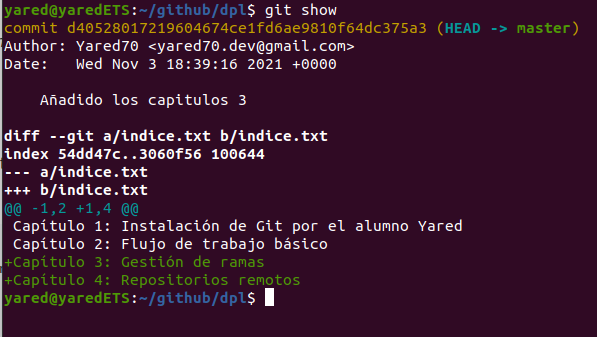 yared@yaredETS:~/github/dpl$ git show
commit d40528017219604674ce1fd6ae9810f64dc375a3 (HEAD -> master)
Author: Yared70 <yared70.dev@gmail.com>
Date:   Wed Nov 3 18:39:16 2021 +0000

    Añadido los capitulos 3

diff --git a/indice.txt b/indice.txt
index 54dd47c..3060f56 100644
--- a/indice.txt
+++ b/indice.txt
@@ -1,2 +1,4 @@
 Capítulo 1: Instalación de Git por el alumno Yared
 Capítulo 2: Flujo de trabajo básico
+Capítulo 3: Gestión de ramas
+Capítulo 4: Repositorios remotos
yared@yaredETS:~/github/dpl$